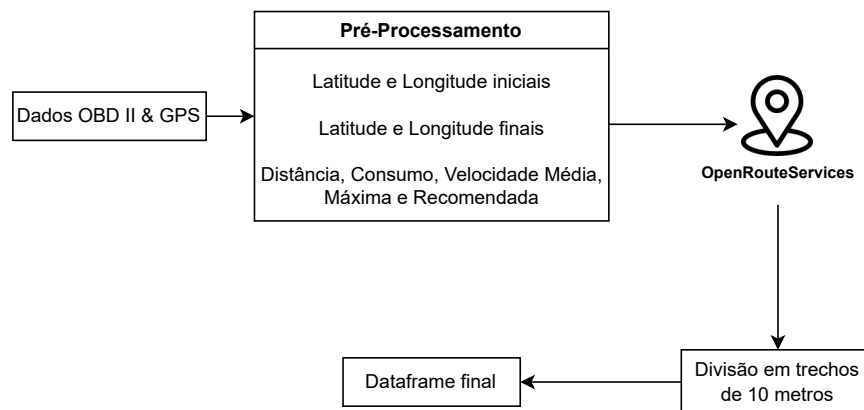 Dados OBD II & GPS
Pré-Processamento
Latitude e Longitude iniciais
Latitude e Longitude finais
Distância, Consumo, Velocidade Média,
Máxima e Recomendada
OpenRouteServices
Divisão em trechos
de 10 metros
Dataframe final